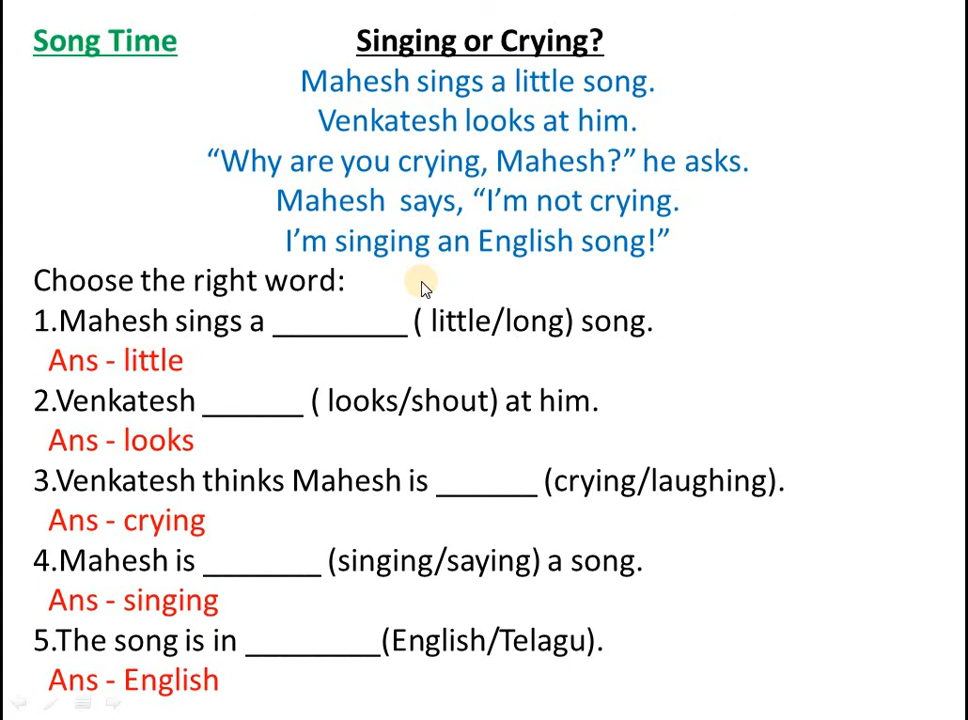 Song Time Singing or Crying?
Mahesh sings a little song.
Venkatesh looks at him.
“Why are you crying, Mahesh?” he asks.
Mahesh says, “I’m not crying.
I’m singing an English song!”
Choose the right word:
1.Mahesh sings a ________ ( little/long) song.
Ans - little
2.Venkatesh ______ ( looks/shout) at him.
Ans - looks
3.Venkatesh thinks Mahesh is ______ (crying/laughing).
Ans - crying
4.Mahesh is _______ (singing/saying) a song.
Ans - singing
5.The song is in ________(English/Telagu).
Ans - English